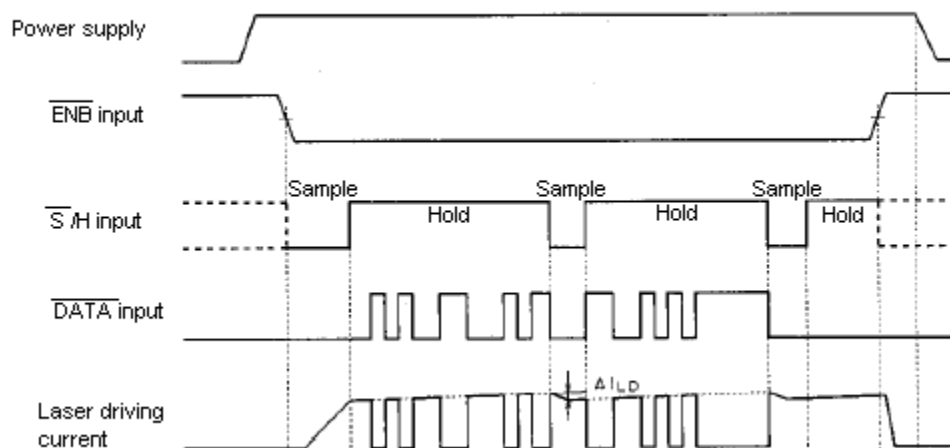 Power supply
ENB input
Sample Sample Sample
S/H input
Hold Hold Hold
DATA input
ΔILD
Laser driving
current